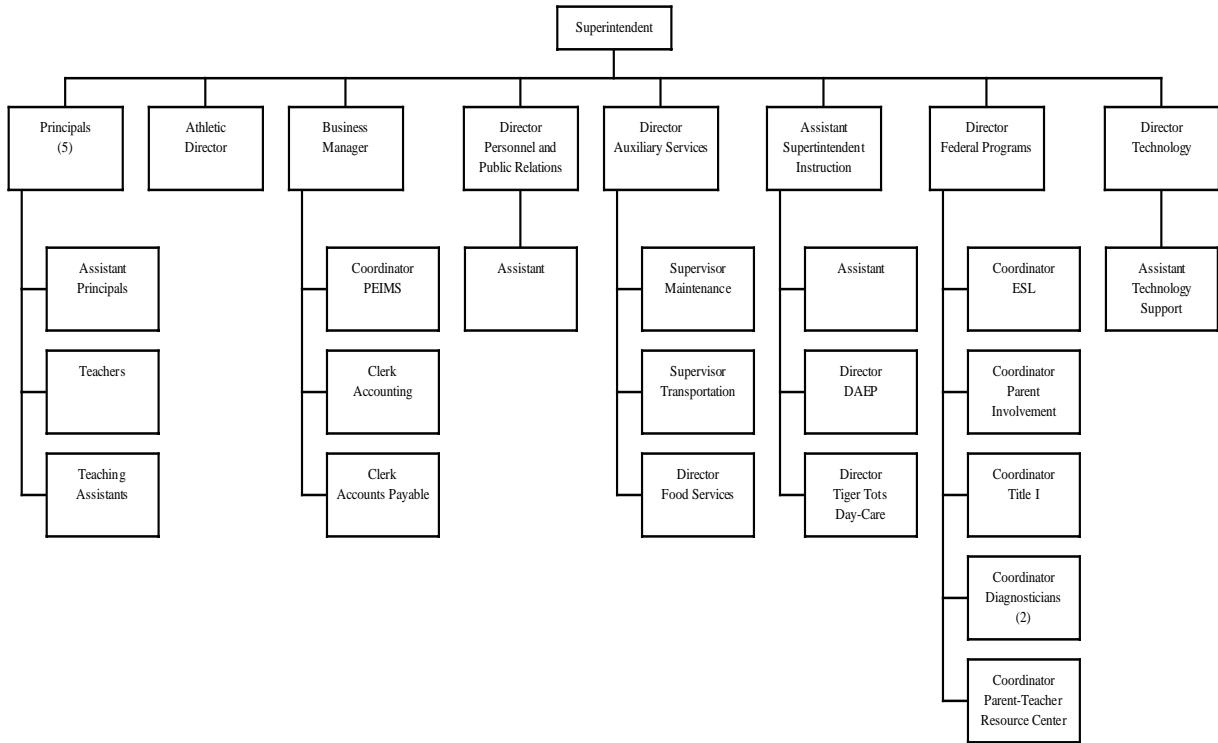 Superintendent
Principals
(5)
Athletic
Director
Business
Manager
Director
Personnel and
Public Relations
Director
Auxiliary Services
Assistant
Supertintendent
Instruction
Director
Federal Programs
Director
Technology
Assistant
Principals
Teachers
Teaching
Assistants
Coordinator
PEIMS
Clerk
Accounting
Clerk
Accounts Payable
Assistant
Supervisor
Maintenance
Supervisor
Transportation
Director
Food Services
Assistant
Director
DAEP
Director
Tiger Tots
Day-Care
Coordinator
ESL
Coordinator
Parent
Involvement
Coordinator
Title I
Coordinator
Diagnosticians
(2)
Coordinator
Parent-Teacher
Resource Center
Assistant
Technology
Support